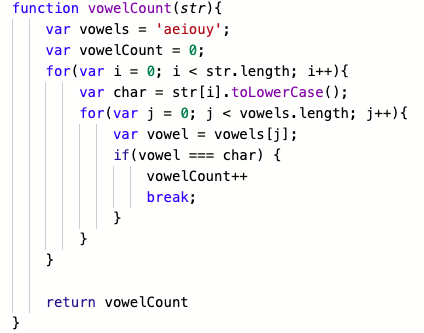 function vowelCount(str){
    var vowels = 'aeiouy';
    var vowelCount = 0;
    for(var i = 0; i < str.length; i++){
        var char = str[i].toLowerCase();
        for(var j = 0; j < vowels.length; j++){
            var vowel = vowels[j];
            if(vowel === char) {
                vowelCount++
                break;
            }
        }
    }

    return vowelCount
}